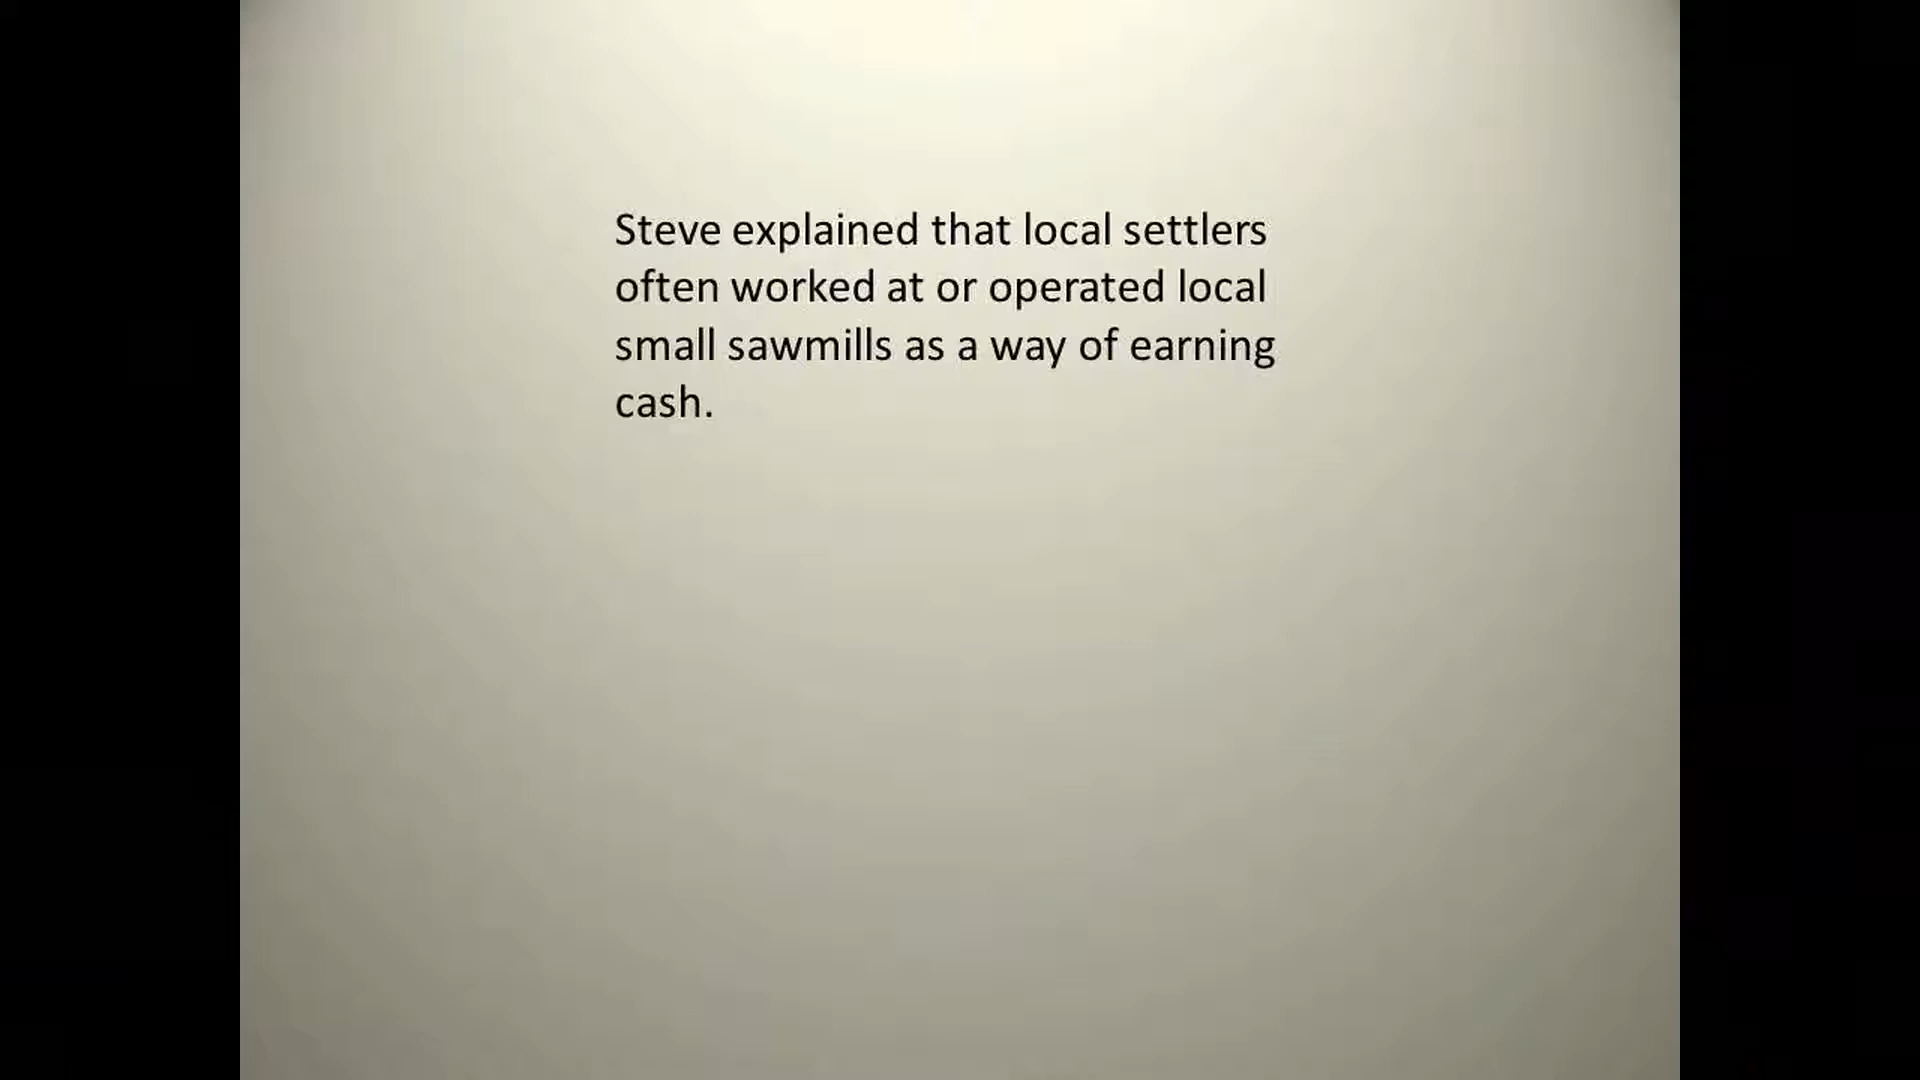 Steve explained that local settlers
often worked at or operated local
small sawmills as a way of earning
cash.